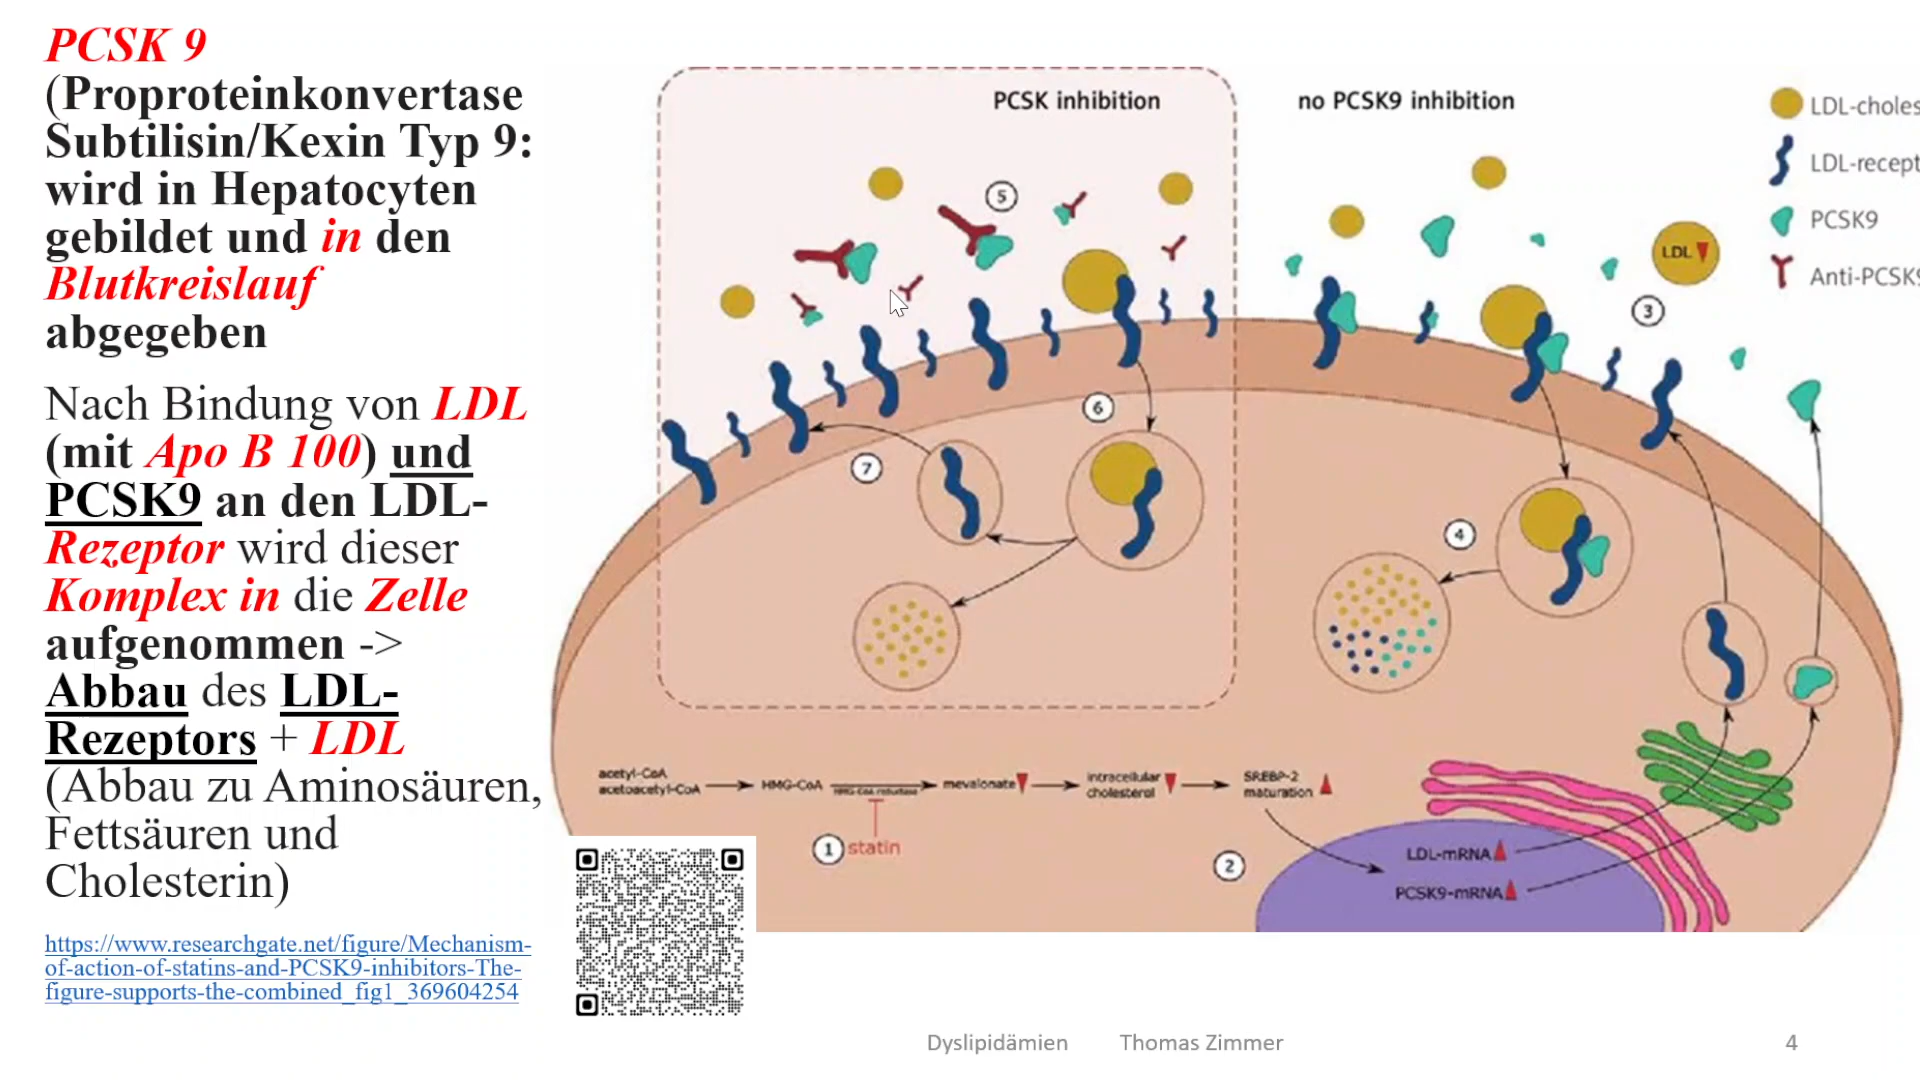 PCSK 9
(Proproteinkonvertase
Subtilisin/Kexin Typ 9:
wird in Hepatocyten
gebildet und in den
Blutkreislauf
abgegeben
Nach Bindung von LDL
(mit Apo B 100) und
PCSK9 an den LDL-
Rezeptor wird dieser
Komplex in die Zelle
aufgenommen ->
Abbau des LDL-
Rezeptors + LDL
(Abbau zu Aminosäuren,
Fettsäuren und
Cholesterin)
https://www.researchgate.net/figure/Mechanism-
of-action-of-statins-and-PCSK9-inhibitors-The-
figure-supports-the-combined_fig1_369604254
PCSK inhibition
no PCSK9 inhibition
LDL-choles
LDL-recept
PCSK9
Anti-PCSK9
LDL
5
3
6
7
4
acetyl-CoA
acetoacetyl-CoA
HMG-CoA
HMG-CoA reductase
mevalonate
intracellular
cholesterol
SREBP-2
maturation
1 statin
2
LDL-mRNA
PCSK9-mRNA
Dyslipidämien Thomas Zimmer 4